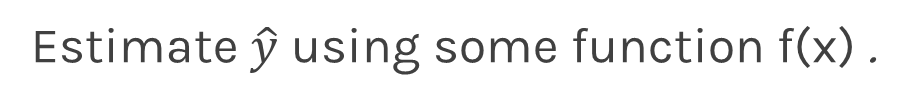 Estimate ŷ using some function f(x) .